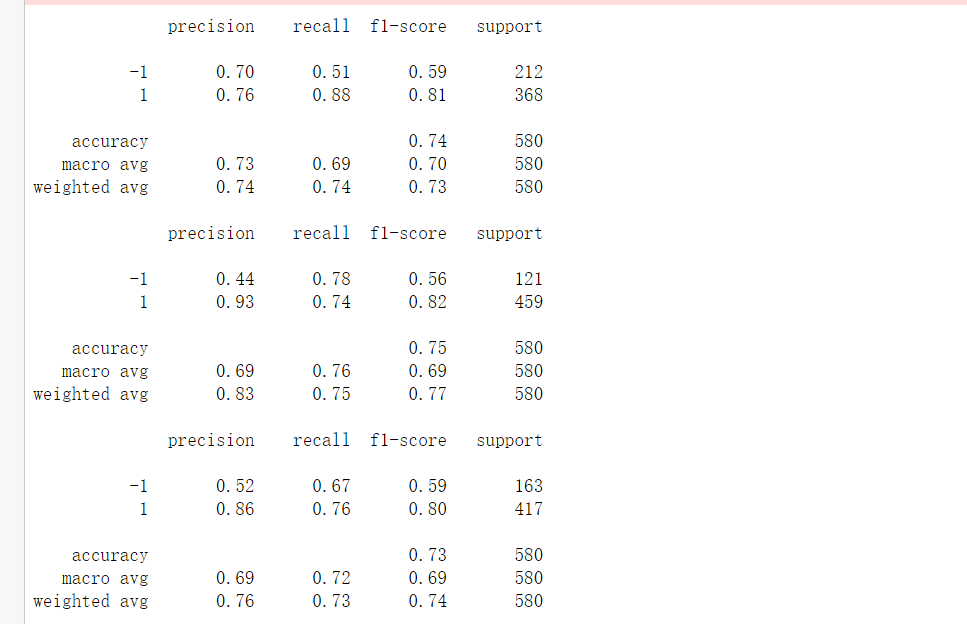 precision recall f1-score support
-1 0.70 0.51 0.59 212
1 0.76 0.88 0.81 368
accuracy 0.74 580
macro avg 0.73 0.69 0.70 580
weighted avg 0.74 0.74 0.73 580
precision recall f1-score support
-1 0.44 0.78 0.56 121
1 0.93 0.74 0.82 459
accuracy 0.75 580
macro avg 0.69 0.76 0.69 580
weighted avg 0.83 0.75 0.77 580
precision recall f1-score support
-1 0.52 0.67 0.59 163
1 0.86 0.76 0.80 417
accuracy 0.73 580
macro avg 0.69 0.72 0.69 580
weighted avg 0.76 0.73 0.74 580